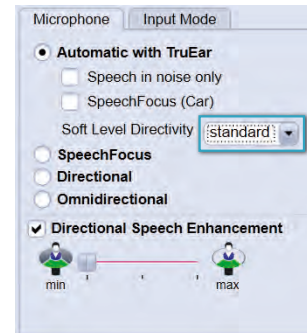 Microphone Input Mode
Automatic with TruEar
Speech in noise only
SpeechFocus (Car)
Soft Level Directivity standard
SpeechFocus
Directional
Omnidirectional
Directional Speech Enhancement
min max